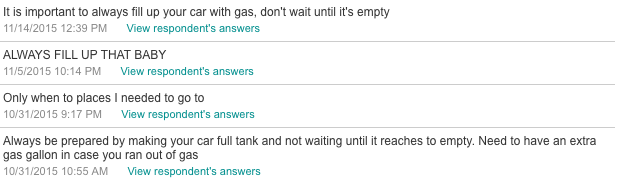 It is important to always fill up your car with gas, don't wait until it's empty
11/14/2015 12:39 PM View respondent's answers
ALWAYS FILL UP THAT BABY
11/5/2015 10:14 PM View respondent's answers
Only when to places I needed to go to
10/31/2015 9:17 PM View respondent's answers
Always be prepared by making your car full tank and not waiting until it reaches to empty. Need to have an extra
gas gallon in case you ran out of gas
10/31/2015 10:55 AM View respondent's answers